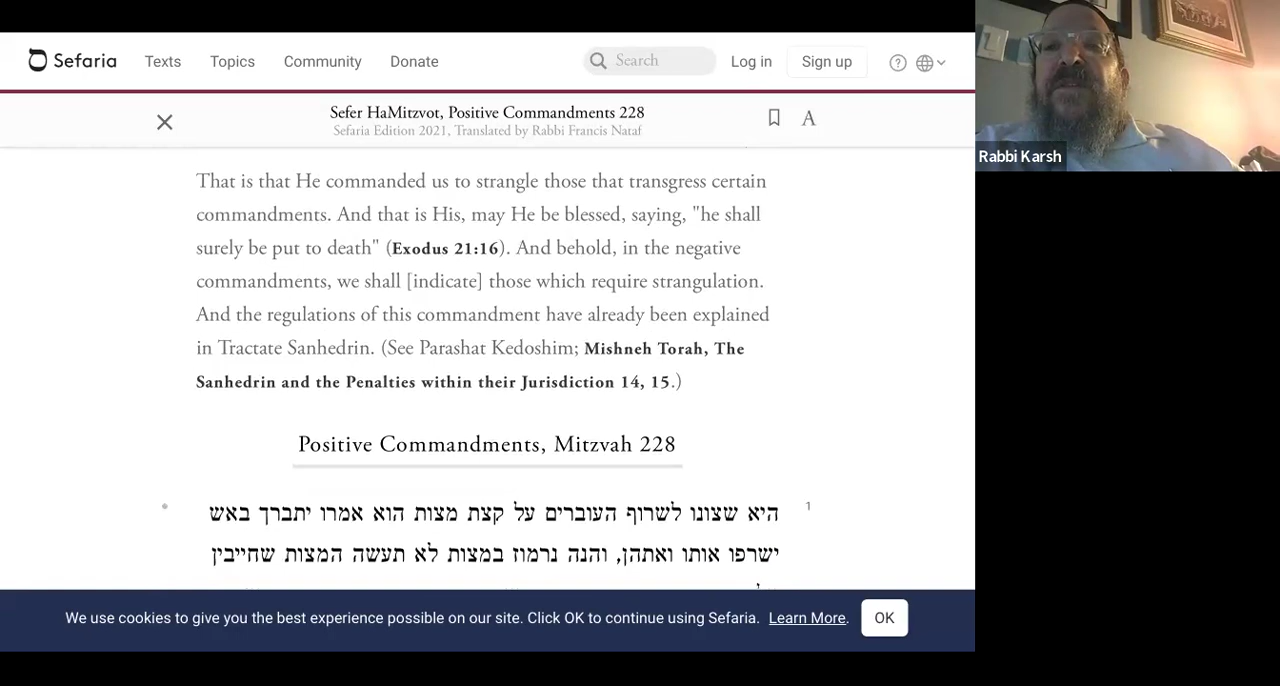 Sefaria Texts Topics Community Donate Search Log in Sign up
Sefer HaMitzvot, Positive Commandments 228
Sefaria Edition 2021, Translated by Rabbi Francis Nataf
A
That is that He commanded us to strangle those that transgress certain
commandments. And that is His, may He be blessed, saying, "he shall
surely be put to death" (Exodus 21:16). And behold, in the negative
commandments, we shall [indicate] those which require strangulation.
And the regulations of this commandment have already been explained
in Tractate Sanhedrin. (See Parashat Kedoshim; Mishneh Torah, The
Sanhedrin and the Penalties within their Jurisdiction 14, 15.)
Positive Commandments, Mitzvah 228
1
היא שצונו לשרוף העוברים על קצת מצות הוא אמרו יתברך באש
ישרפו אותו ואתהן, והנה נרמוז במצות לא תעשה המצות שחייבין
We use cookies to give you the best experience possible on our site. Click OK to continue using Sefaria. Learn More. OK
Rabbi Karsh